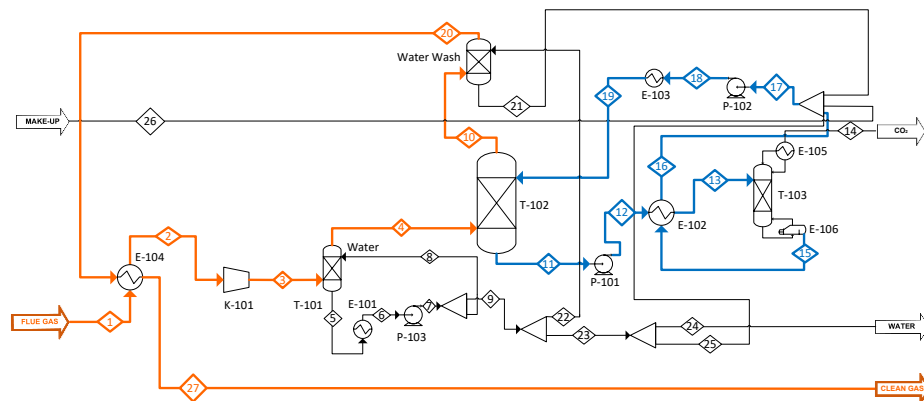 20
Water Wash
21
19
E-103
18
P-102
17
MAKE-UP
26
14
CO₂
10
E-105
16
13
T-103
T-102
12
E-102
E-106
15
2
4
Water
11
P-101
E-104
8
3
K-101
T-101
5
E-101
6
P-103
7
9
22
23
24
WATER
25
FLUE GAS
1
27
CLEAN GAS